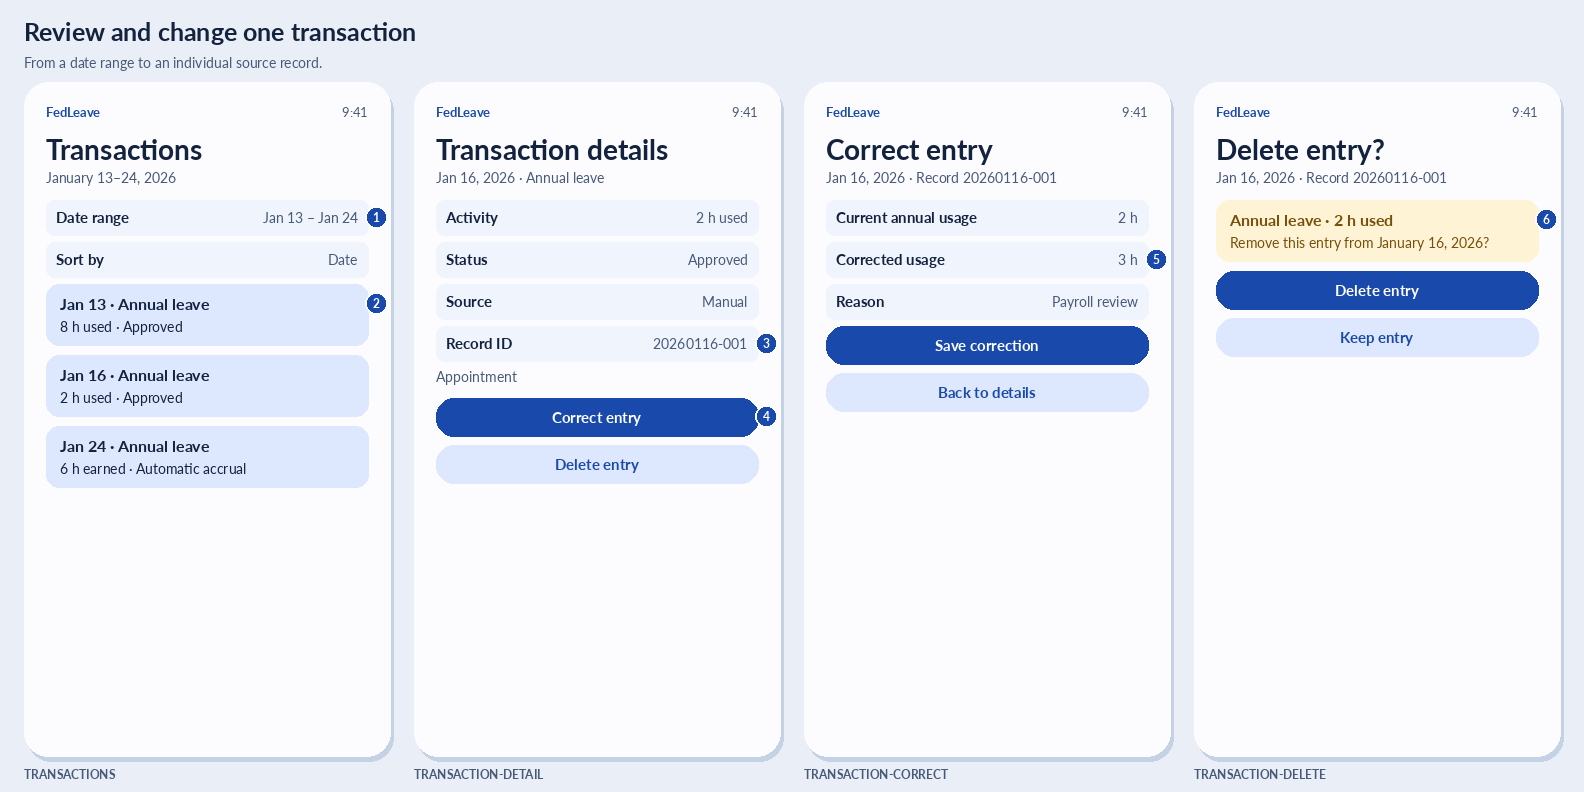 Review and change one transaction
From a date range to an individual source record.
FedLeave 9:41
Transactions
January 13–24, 2026
Date range Jan 13 – Jan 24 1
Sort by Date
Jan 13 · Annual leave 2
8 h used · Approved
Jan 16 · Annual leave
2 h used · Approved
Jan 24 · Annual leave
6 h earned · Automatic accrual
TRANSACTIONS
FedLeave 9:41
Transaction details
Jan 16, 2026 · Annual leave
Activity 2 h used
Status Approved
Source Manual
Record ID 20260116-001 3
Appointment
Correct entry 4
Delete entry
TRANSACTION-DETAIL
FedLeave 9:41
Correct entry
Jan 16, 2026 · Record 20260116-001
Current annual usage 2 h
Corrected usage 3 h 5
Reason Payroll review
Save correction
Back to details
TRANSACTION-CORRECT
FedLeave 9:41
Delete entry?
Jan 16, 2026 · Record 20260116-001
Annual leave · 2 h used 6
Remove this entry from January 16, 2026?
Delete entry
Keep entry
TRANSACTION-DELETE